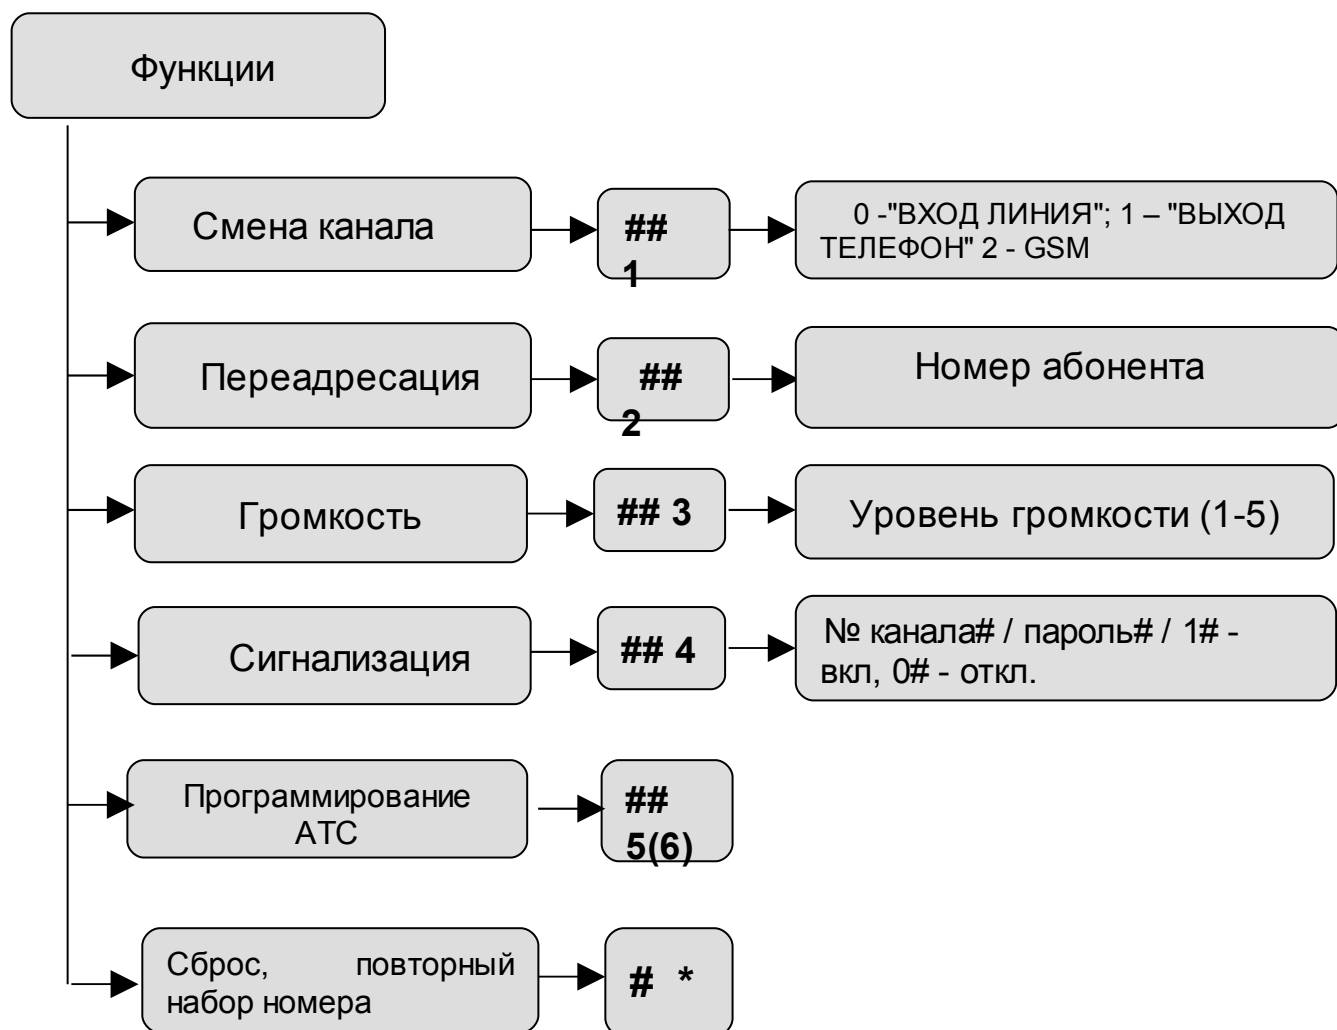 Функции
Смена канала
##
1
0 -"ВХОД ЛИНИЯ"; 1 – "ВЫХОД
ТЕЛЕФОН" 2 - GSM
Переадресация
##
2
Номер абонента
Громкость
## 3
Уровень громкости (1-5)
Сигнализация
## 4
№ канала# / пароль# / 1# -
вкл, 0# - откл.
Программирование
АТС
##
5(6)
Сброс, повторный
набор номера
# *